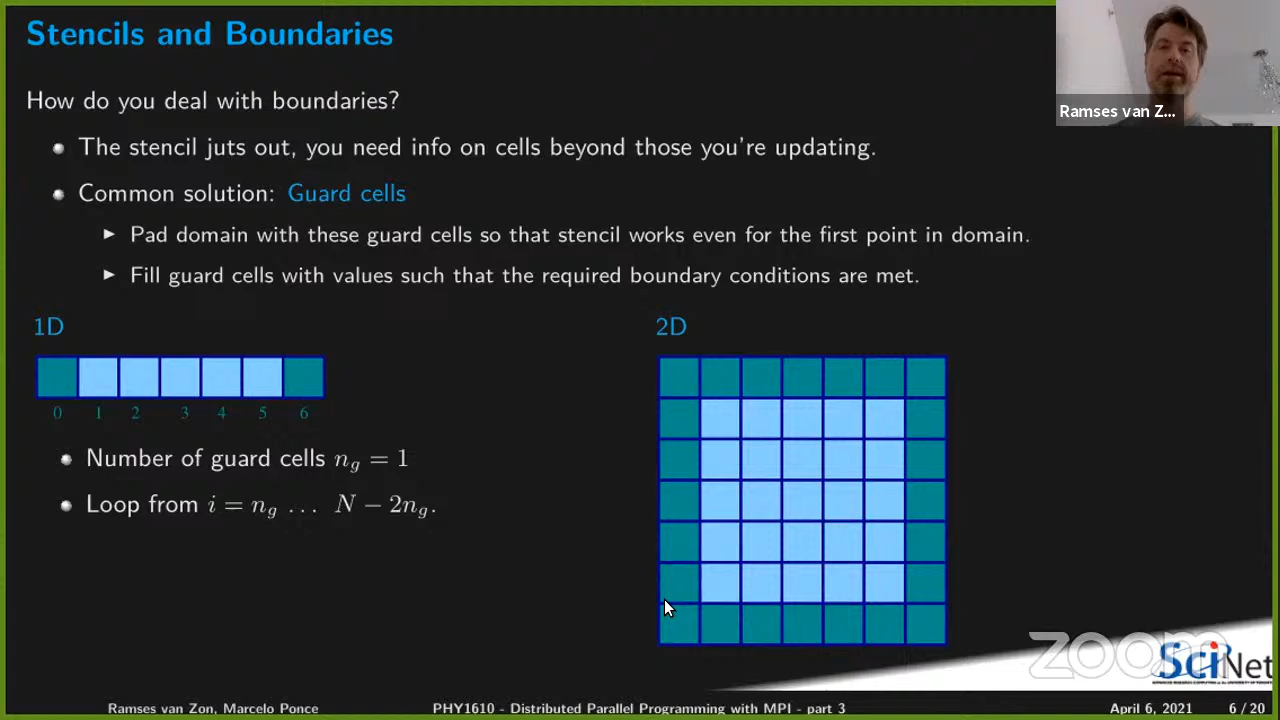 Stencils and Boundaries
Ramses van Z...
How do you deal with boundaries?
The stencil juts out, you need info on cells beyond those you're updating.
Common solution: Guard cells
Pad domain with these guard cells so that stencil works even for the first point in domain.
Fill guard cells with values such that the required boundary conditions are met.
1D
2D
0 1 2 3 4 5 6
Number of guard cells n_g = 1
Loop from i = n_g ... N − 2n_g.
zoom
SciNet
Ramses van Zon, Marcelo Ponce
PHY1610 - Distributed Parallel Programming with MPI - part 3
April 6, 2021
6 / 20